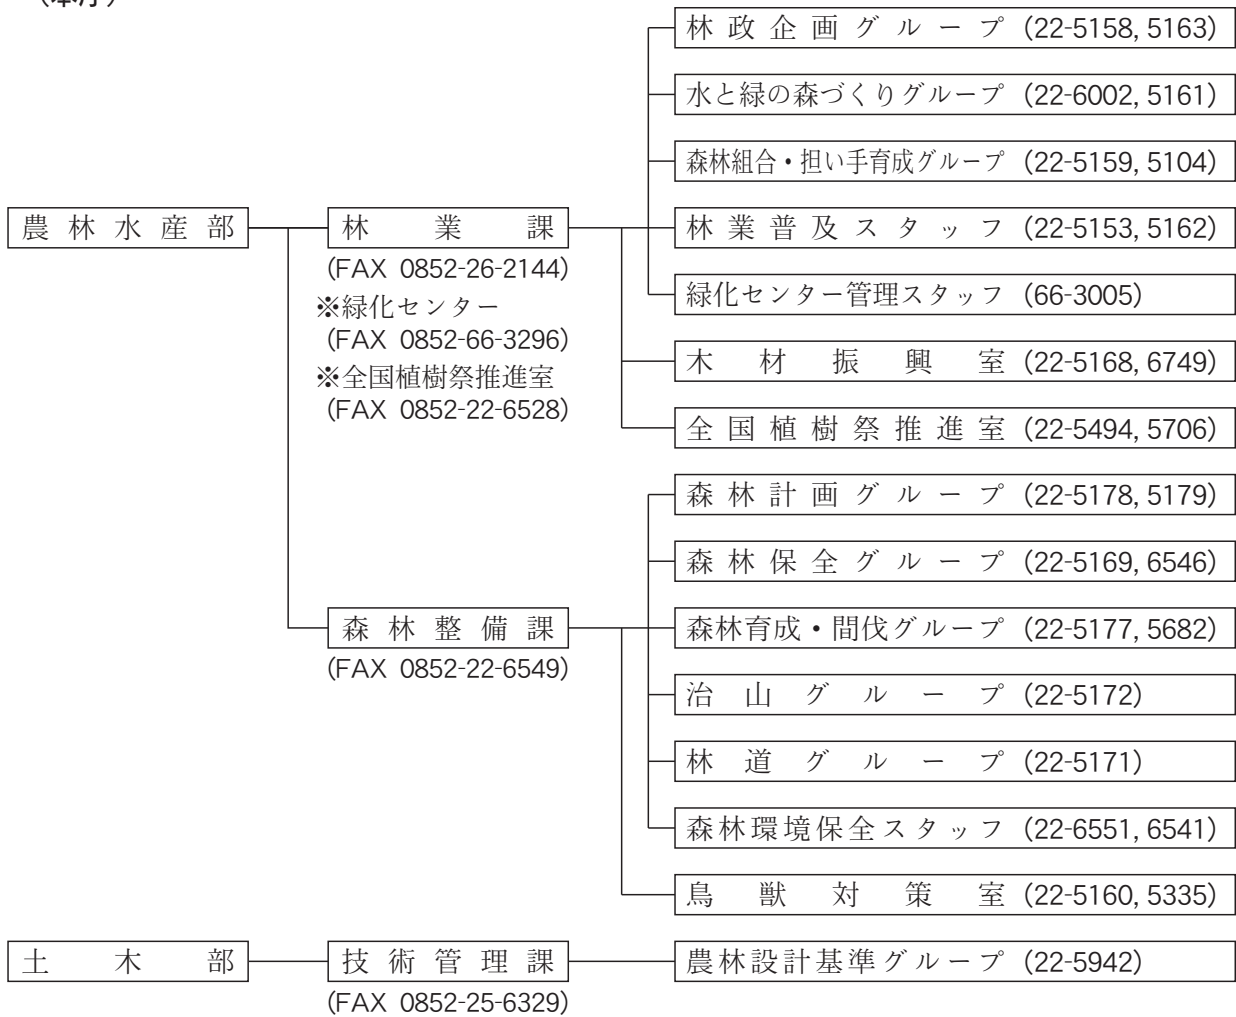 (本庁)
林政企画グループ (22-5158, 5163)
水と緑の森づくりグループ (22-6002, 5161)
森林組合・担い手育成グループ (22-5159, 5104)
農林水産部 林業課 林業普及スタッフ (22-5153, 5162)
(FAX 0852-26-2144)
緑化センター管理スタッフ (66-3005)
※緑化センター
(FAX 0852-66-3296)
木材振興室 (22-5168, 6749)
※全国植樹祭推進室
(FAX 0852-22-6528)
全国植樹祭推進室 (22-5494, 5706)
森林計画グループ (22-5178, 5179)
森林保全グループ (22-5169, 6546)
森林整備課 森林育成・間伐グループ (22-5177, 5682)
(FAX 0852-22-6549)
治山グループ (22-5172)
林道グループ (22-5171)
森林環境保全スタッフ (22-6551, 6541)
鳥獣対策室 (22-5160, 5335)
土木部 技術管理課 農林設計基準グループ (22-5942)
(FAX 0852-25-6329)